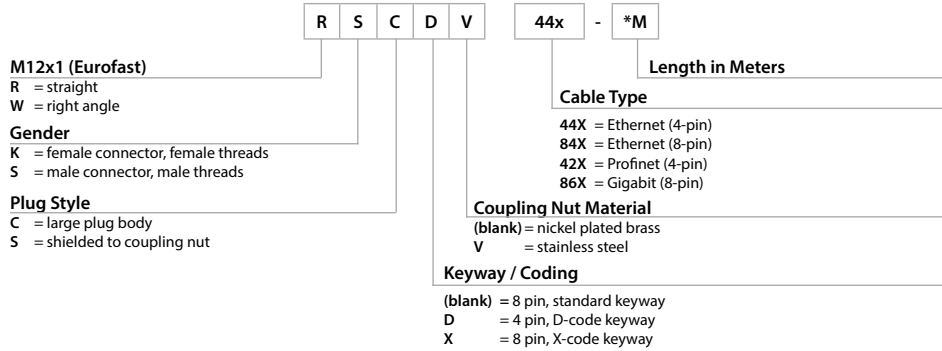 R S C D V 44x - *M
M12x1 (Eurofast)
R = straight
W = right angle
Gender
K = female connector, female threads
S = male connector, male threads
Plug Style
C = large plug body
S = shielded to coupling nut
Length in Meters
Cable Type
44X = Ethernet (4-pin)
84X = Ethernet (8-pin)
42X = Profinet (4-pin)
86X = Gigabit (8-pin)
Coupling Nut Material
(blank) = nickel plated brass
V = stainless steel
Keyway / Coding
(blank) = 8 pin, standard keyway
D = 4 pin, D-code keyway
X = 8 pin, X-code keyway